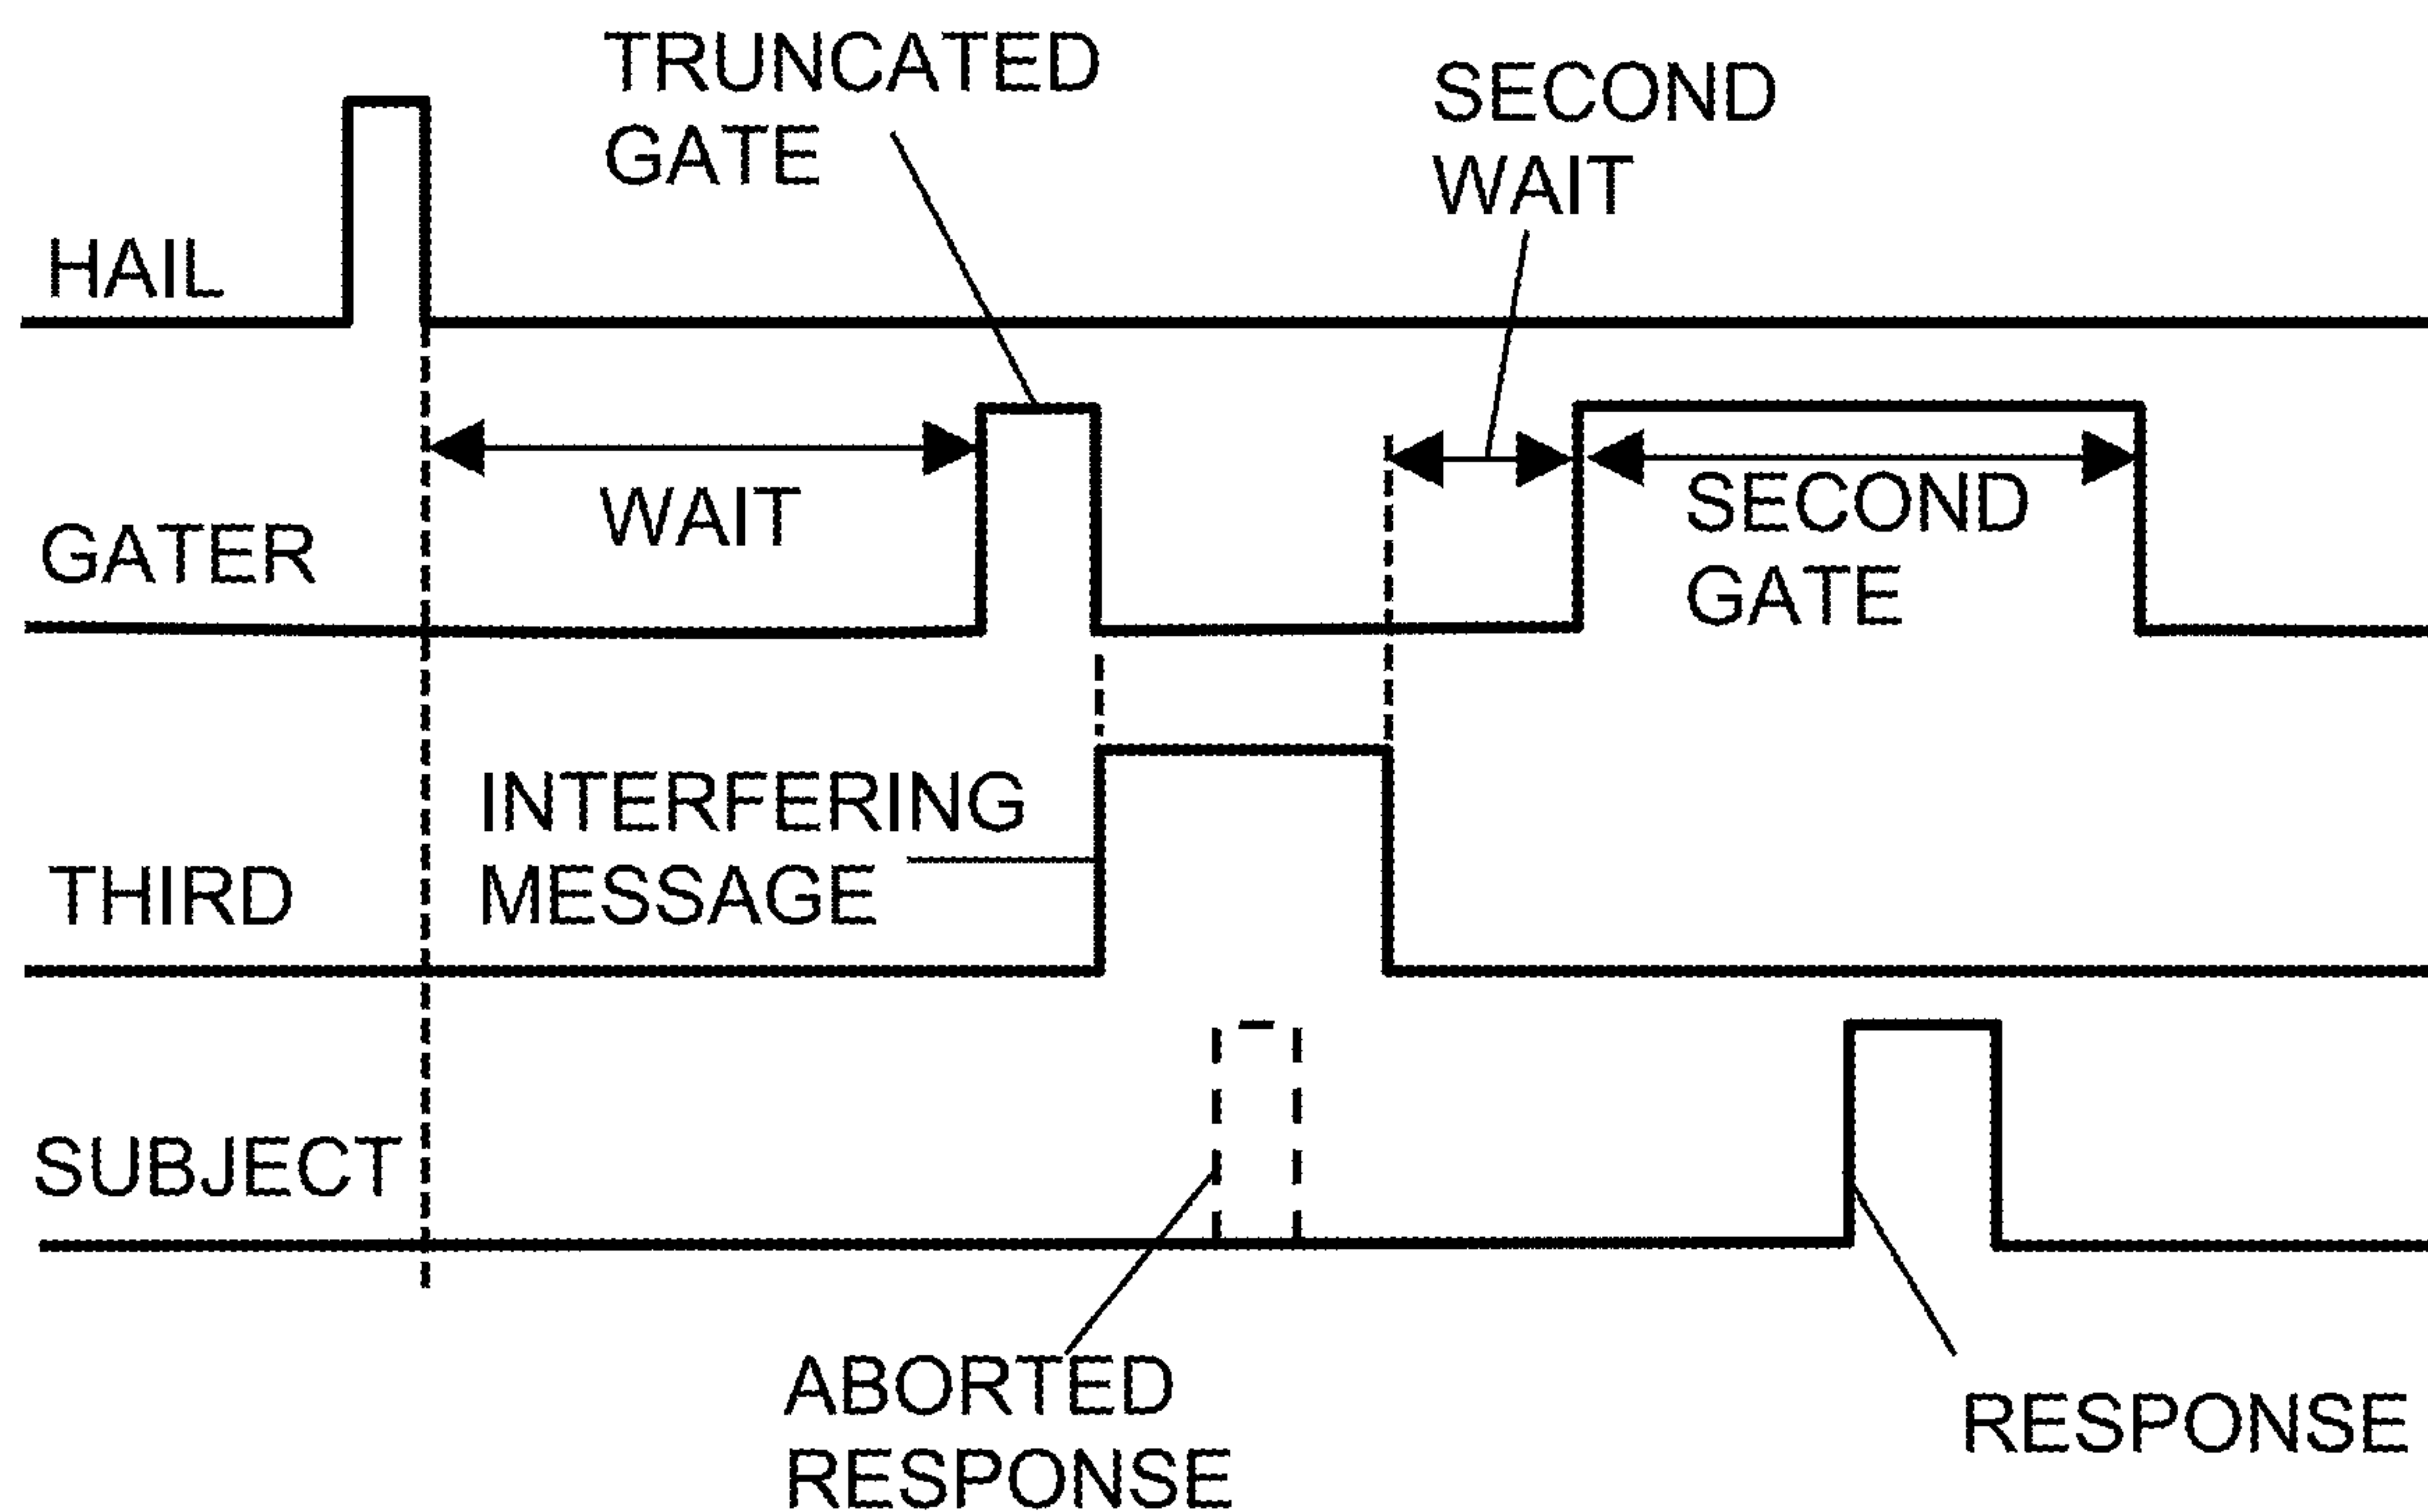 TRUNCATED
GATE
SECOND
WAIT
HAIL
WAIT
SECOND
GATE
GATER
INTERFERING
MESSAGE
THIRD
SUBJECT
ABORTED
RESPONSE
RESPONSE